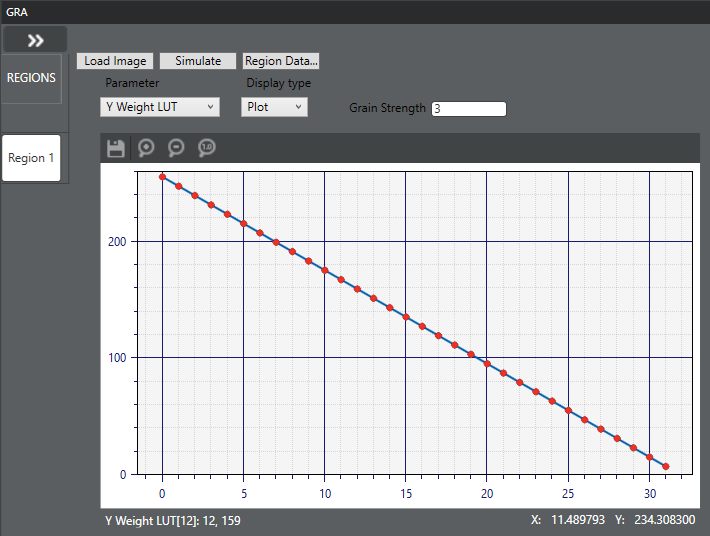 GRA
REGIONS
Region 1
Load Image Simulate Region Data...
Parameter Display type
Y Weight LUT Plot Grain Strength 3
1.0
200
100
0
0 5 10 15 20 25 30
Y Weight LUT[12]: 12, 159 X: 11.489793 Y: 234.308300